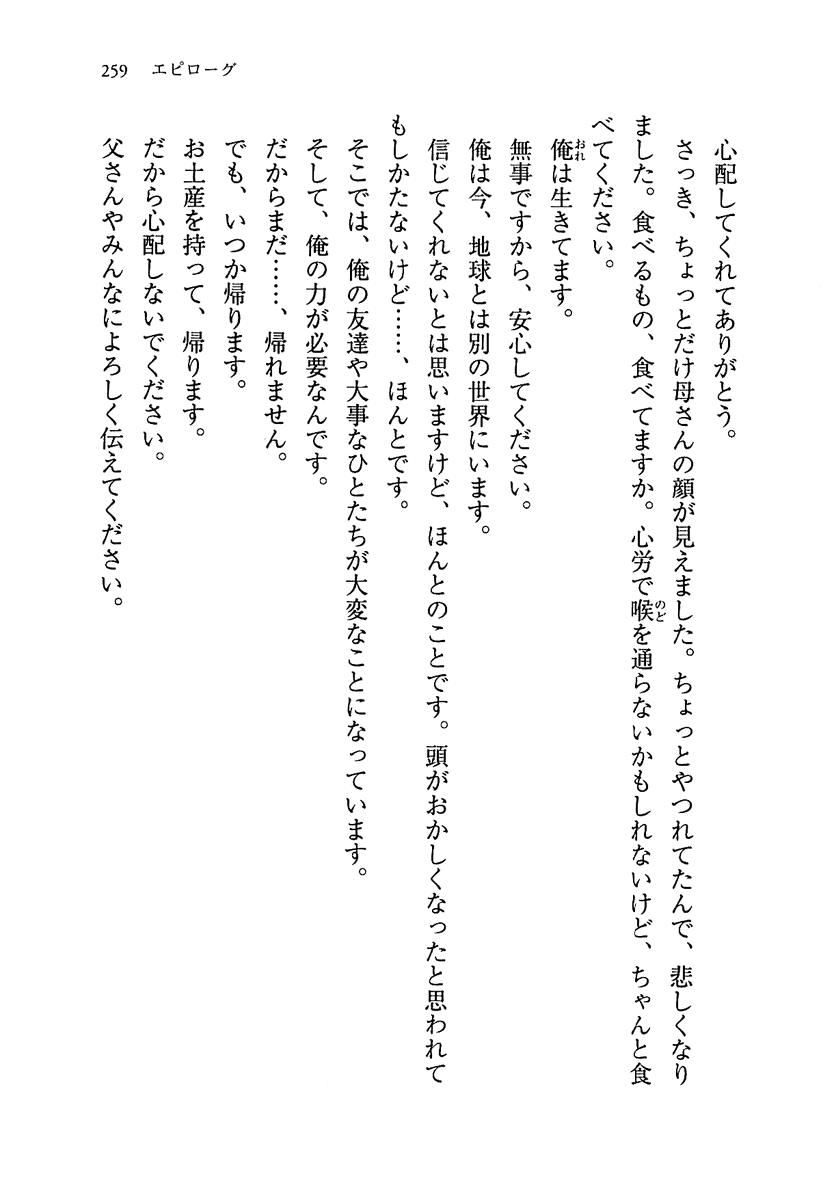 259 エピローグ
心配してくれてありがとう。
さっき、ちょっとだけ母さんの顔が見えました。ちょっとやつれてたんで、悲しくなり
ました。食べるもの、食べてますか。心労で喉を通らないかもしれないけど、ちゃんと食
べてください。
俺は生きてます。
無事ですから、安心してください。
俺は今、地球とは別の世界にいます。
信じてくれないとは思いますけど、ほんとのことです。頭がおかしくなったと思われて
もしかたないけど……、ほんとです。
そこでは、俺の友達や大事なひとたちが大変なことになっています。
そして、俺の力が必要なんです。
だからまだ……、帰れません。
でも、いつか帰ります。
お土産を持って、帰ります。
だから心配しないでください。
父さんやみんなによろしく伝えてください。